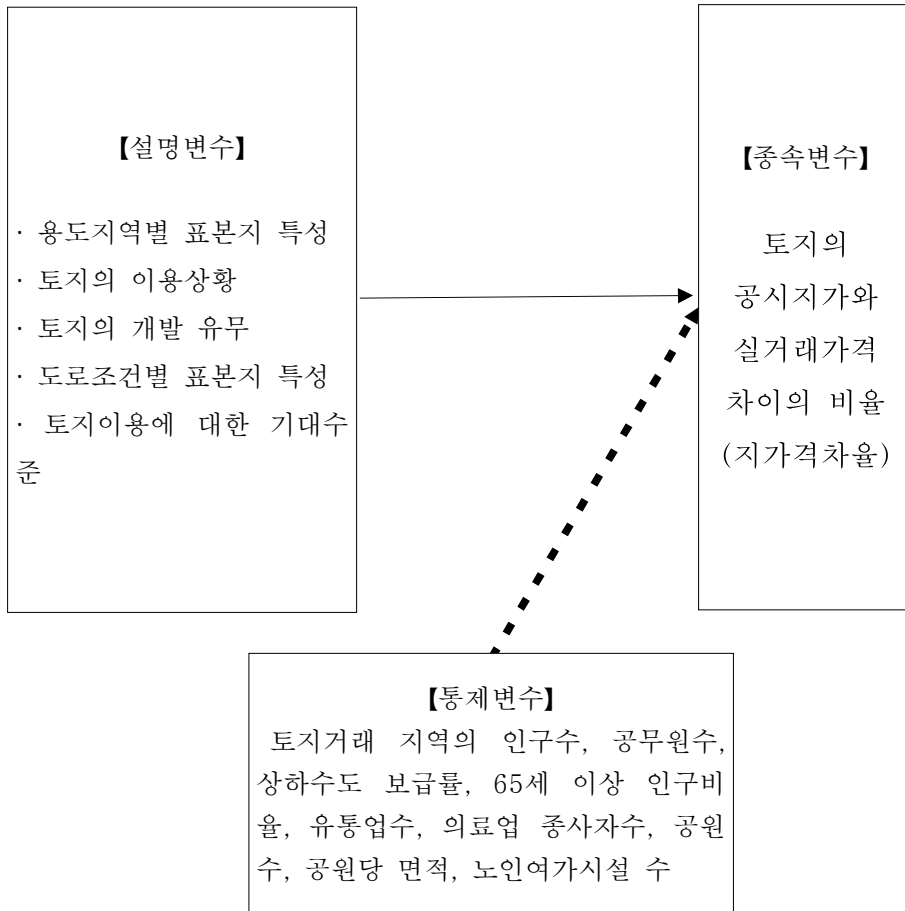 【설명변수】
· 용도지역별 표본지 특성
· 토지의 이용상황
· 토지의 개발 유무
· 도로조건별 표본지 특성
· 토지이용에 대한 기대수
준
【종속변수】
토지의
공시지가와
실거래가격
차이의 비율
(지가격차율)
【통제변수】
토지거래 지역의 인구수, 공무원수,
상하수도 보급률, 65세 이상 인구비
율, 유통업수, 의료업 종사자수, 공원
수, 공원당 면적, 노인여가시설 수